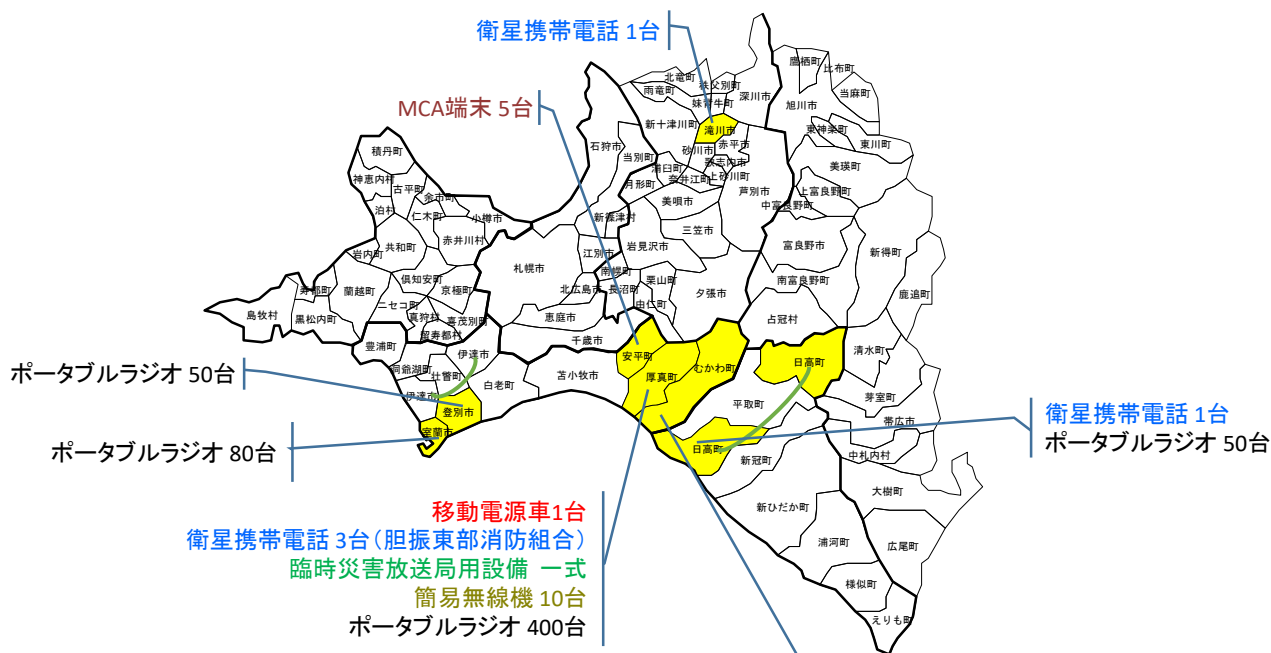 衛星携帯電話 1台
MCA端末 5台
鷹栖町
比布町
北竜町
秩父別町
雨竜町
深川市
当麻町
妹背牛町
旭川市
新十津川町
滝川市
東神楽町
東川町
石狩市
砂川市
赤平市
積丹町
当別町
歌志内市
美瑛町
浦臼町
上砂川町
神恵内村
月形町
奈井江町
芦別市
上富良野町
古平町
余市町
美唄市
中富良野町
泊村
仁木町
小樽市
新篠津村
三笠市
赤井川村
共和町
岩見沢市
富良野市
新得町
岩内町
江別市
札幌市
南幌町
倶知安町
栗山町
南富良野町
寿都町
蘭越町
京極町
北広島市
長沼町
夕張市
鹿追町
ニセコ町
由仁町
島牧村
黒松内町
真狩村
喜茂別町
恵庭市
占冠村
留寿都村
千歳市
豊浦町
伊達市
安平町
清水町
洞爺湖町
むかわ町
日高町
壮瞥町
白老町
苫小牧市
厚真町
ポータブルラジオ 50台
伊達市
芽室町
平取町
登別市
帯広市
室蘭市
ポータブルラジオ 80台
日高町
新冠町
中札内村
衛星携帯電話 1台
ポータブルラジオ 50台
大樹町
新ひだか町
移動電源車1台
衛星携帯電話 3台（胆振東部消防組合）
臨時災害放送局用設備 一式
簡易無線機 10台
ポータブルラジオ 400台
浦河町
広尾町
様似町
えりも町